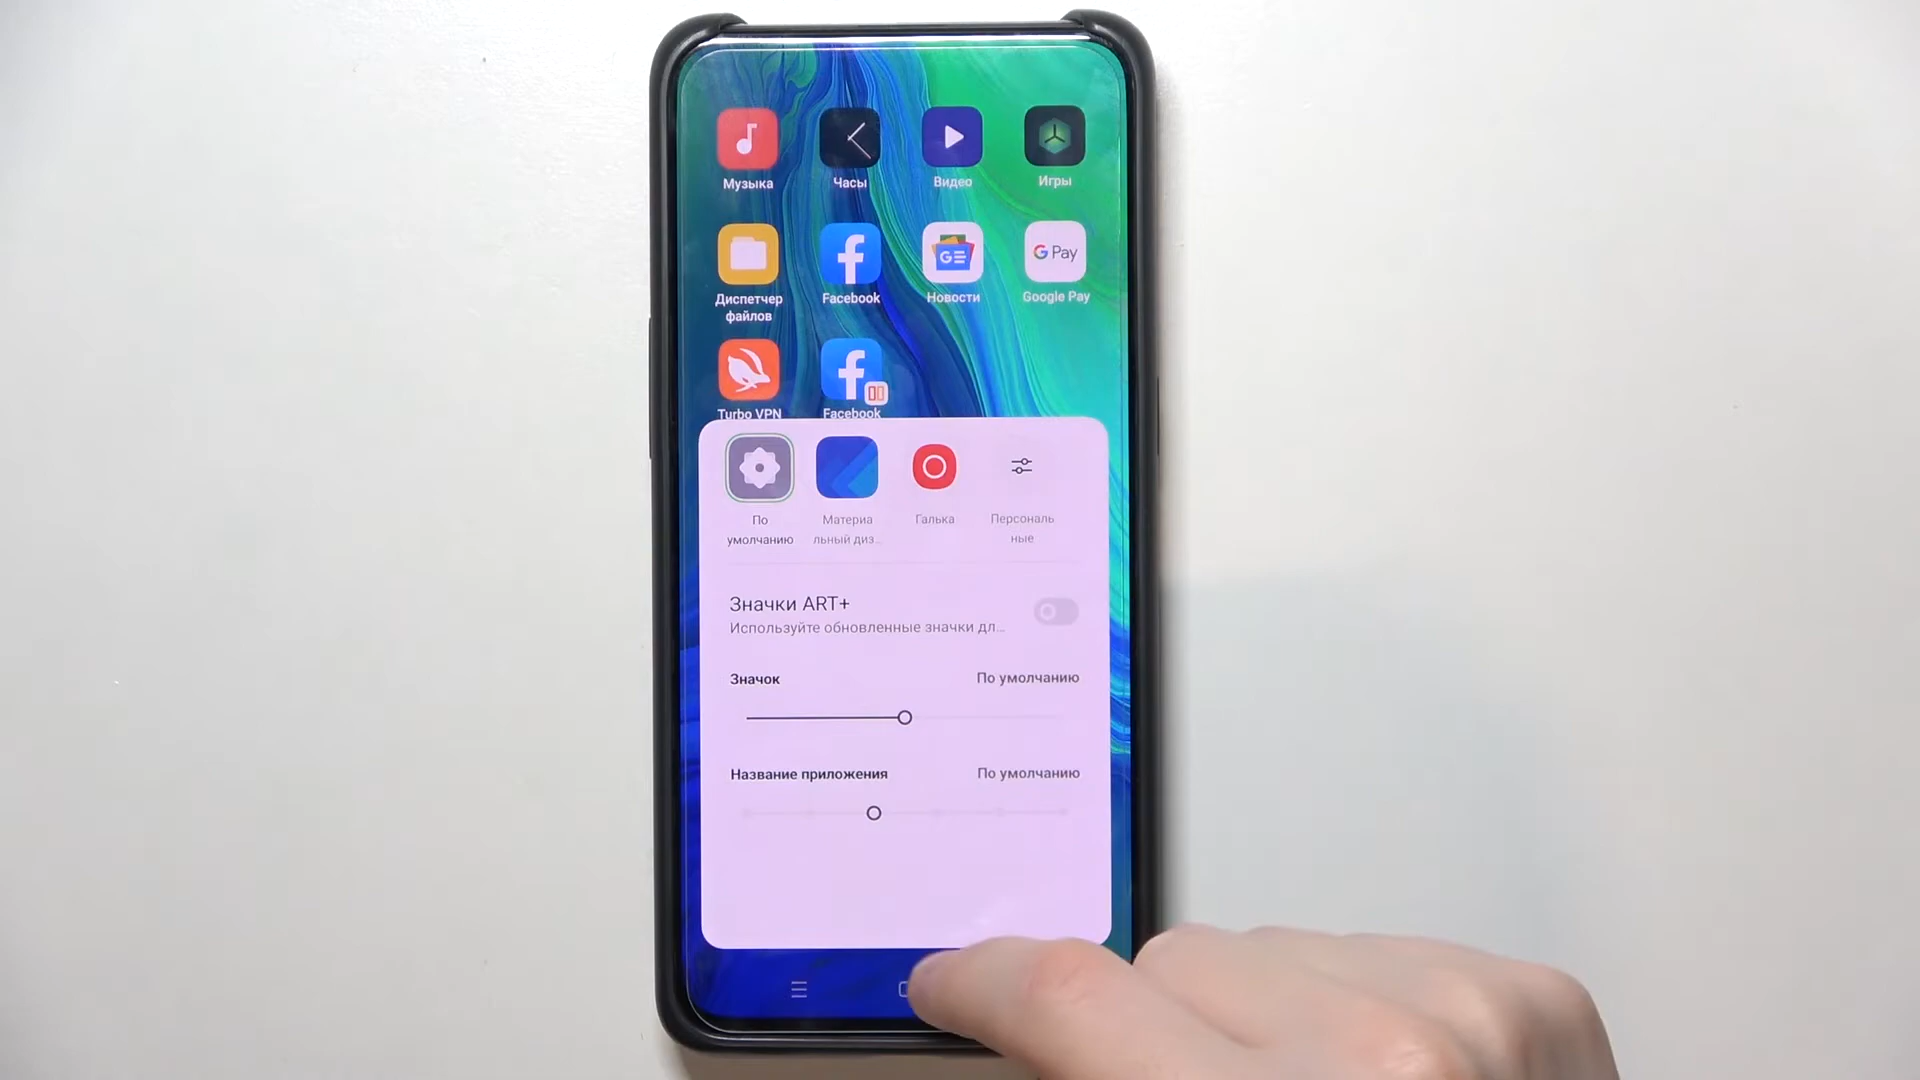 Музыка
Часы
Видео
Игры
Диспетчер
файлов
Facebook
Новости
G Pay
Google Pay
Turbo VPN
Facebook
По
умолчанию
Материа
льный диз...
Галька
Персональ
ные
Значки ART+
Используйте обновленные значки дл...
Значок
По умолчанию
Название приложения
По умолчанию